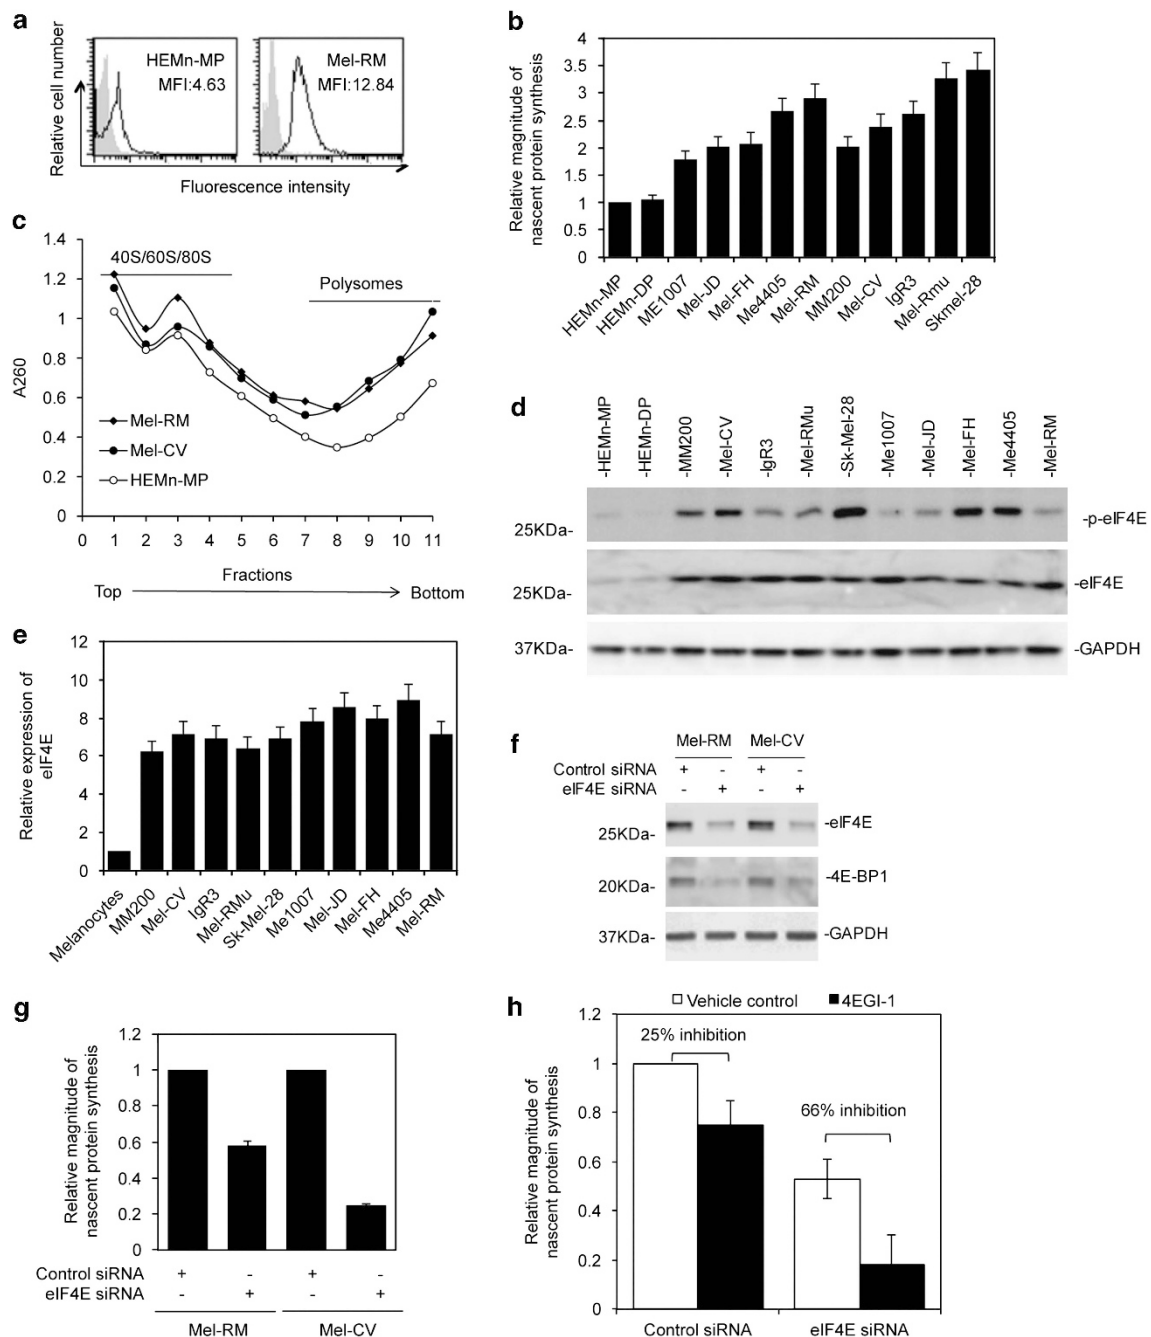 a
Relative cell number
HEMn-MP
MFI:4.63
Mel-RM
MFI:12.84
Fluorescence intensity
b
Relative magnitude of
nascent protein synthesis
4
3.5
3
2.5
2
1.5
1
0.5
0
HEMn-MP
HEMn-DP
ME1007
Mel-JD
Mel-FH
Me4405
Mel-RM
MM200
Mel-CV
IgR3
Mel-Rmu
Skmel-28
c
A260
1.4
1.2
1
0.8
0.6
0.4
0.2
0
40S/60S/80S
Polysomes
Mel-RM
Mel-CV
HEMn-MP
0 1 2 3 4 5 6 7 8 9 10 11
Fractions
Top
Bottom
d
-HEMn-MP
-HEMn-DP
-MM200
-Mel-CV
-IgR3
-Mel-RMu
-Sk-Mel-28
-Me1007
-Mel-JD
-Mel-FH
-Me4405
-Mel-RM
25KDa-
-p-eIF4E
25KDa-
-eIF4E
37KDa-
-GAPDH
e
Relative expression of
eIF4E
12
10
8
6
4
2
0
Melanocytes
MM200
Mel-CV
IgR3
Mel-RMu
Sk-Mel-28
Me1007
Mel-JD
Mel-FH
Me4405
Mel-RM
f
Mel-RM Mel-CV
Control siRNA + - + -
eIF4E siRNA - + - +
25KDa-
-eIF4E
20KDa-
-4E-BP1
37KDa-
-GAPDH
g
Relative magnitude of
nascent protein synthesis
1.2
1
0.8
0.6
0.4
0.2
0
Control siRNA + - + -
eIF4E siRNA - + - +
Mel-RM Mel-CV
h
Vehicle control 4EGI-1
Relative magnitude of
nascent protein synthesis
1.2
1
0.8
0.6
0.4
0.2
0
25% inhibition
66% inhibition
Control siRNA eIF4E siRNA